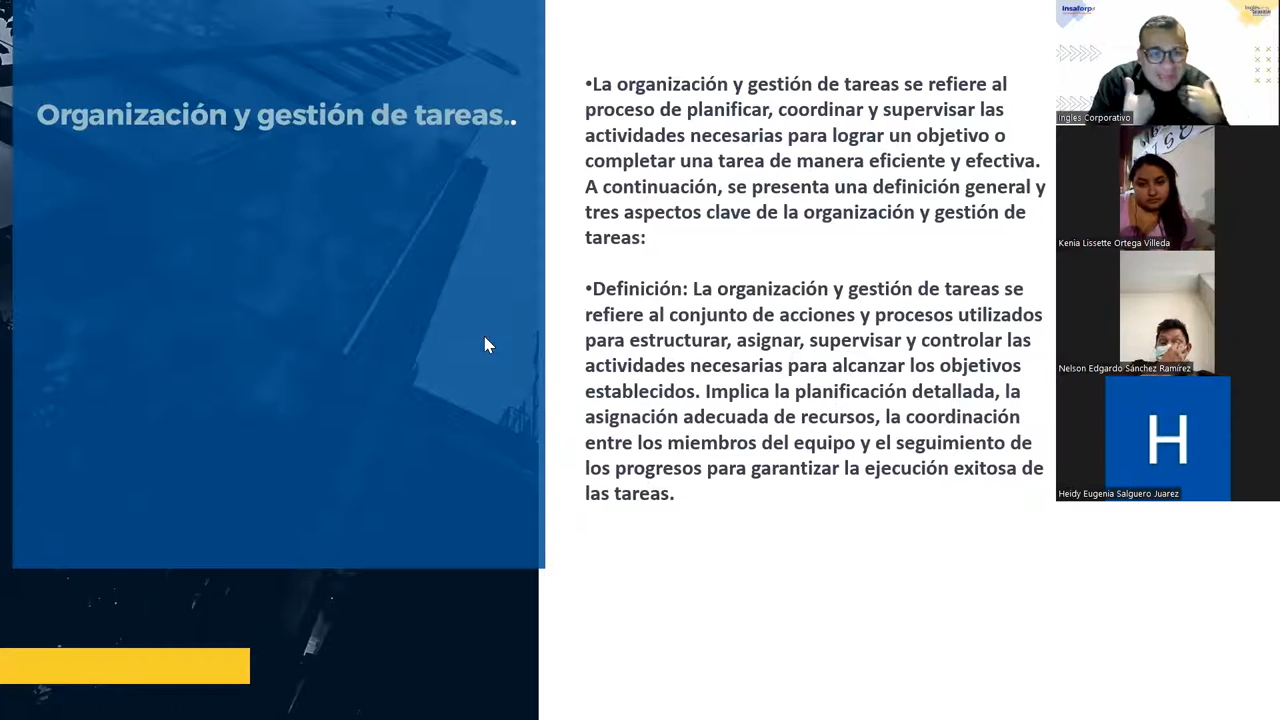 Organización y gestión de tareas..
•La organización y gestión de tareas se refiere al
proceso de planificar, coordinar y supervisar las
actividades necesarias para lograr un objetivo o
completar una tarea de manera eficiente y efectiva.
A continuación, se presenta una definición general y
tres aspectos clave de la organización y gestión de
tareas:
•Definición: La organización y gestión de tareas se
refiere al conjunto de acciones y procesos utilizados
para estructurar, asignar, supervisar y controlar las
actividades necesarias para alcanzar los objetivos
establecidos. Implica la planificación detallada, la
asignación adecuada de recursos, la coordinación
entre los miembros del equipo y el seguimiento de
los progresos para garantizar la ejecución exitosa de
las tareas.
insaforp
Ingles Corporativo
Kenia Lissette Ortega Villeda
Nelson Edgardo Sánchez Ramírez
H
Heidy Eugenia Salguero Juarez